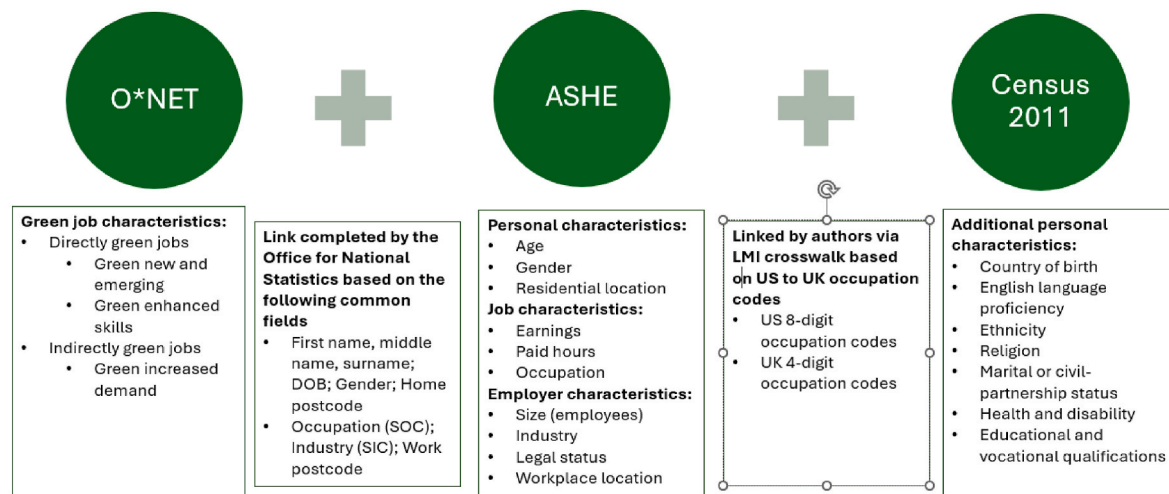 O*NET
ASHE
Census
2011
Green job characteristics:
• Directly green jobs
• Green new and
emerging
• Green enhanced
skills
• Indirectly green jobs
• Green increased
demand
Link completed by the
Office for National
Statistics based on the
following common
fields
• First name, middle
name, surname;
DOB; Gender; Home
postcode
• Occupation (SOC);
Industry (SIC); Work
postcode
Personal characteristics:
• Age
• Gender
• Residential location
Job characteristics:
• Earnings
• Paid hours
• Occupation
Employer characteristics:
• Size (employees)
• Industry
• Legal status
• Workplace location
Linked by authors via
LMI crosswalk based
on US to UK occupation
codes
• US 8-digit
occupation codes
• UK 4-digit
occupation codes
Additional personal
characteristics:
• Country of birth
• English language
proficiency
• Ethnicity
• Religion
• Marital or civil-
partnership status
• Health and disability
• Educational and
vocational qualifications